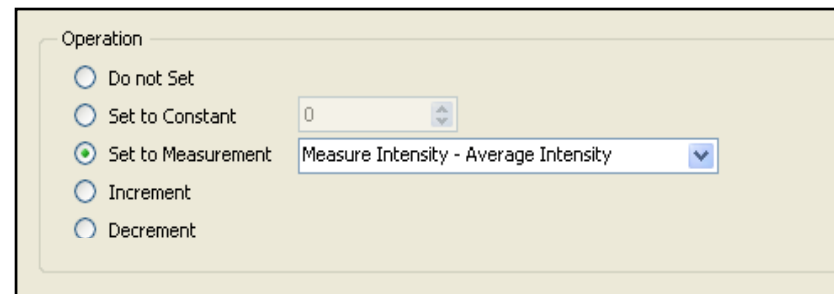 Operation
Do not Set
Set to Constant 0
Set to Measurement Measure Intensity - Average Intensity
Increment
Decrement